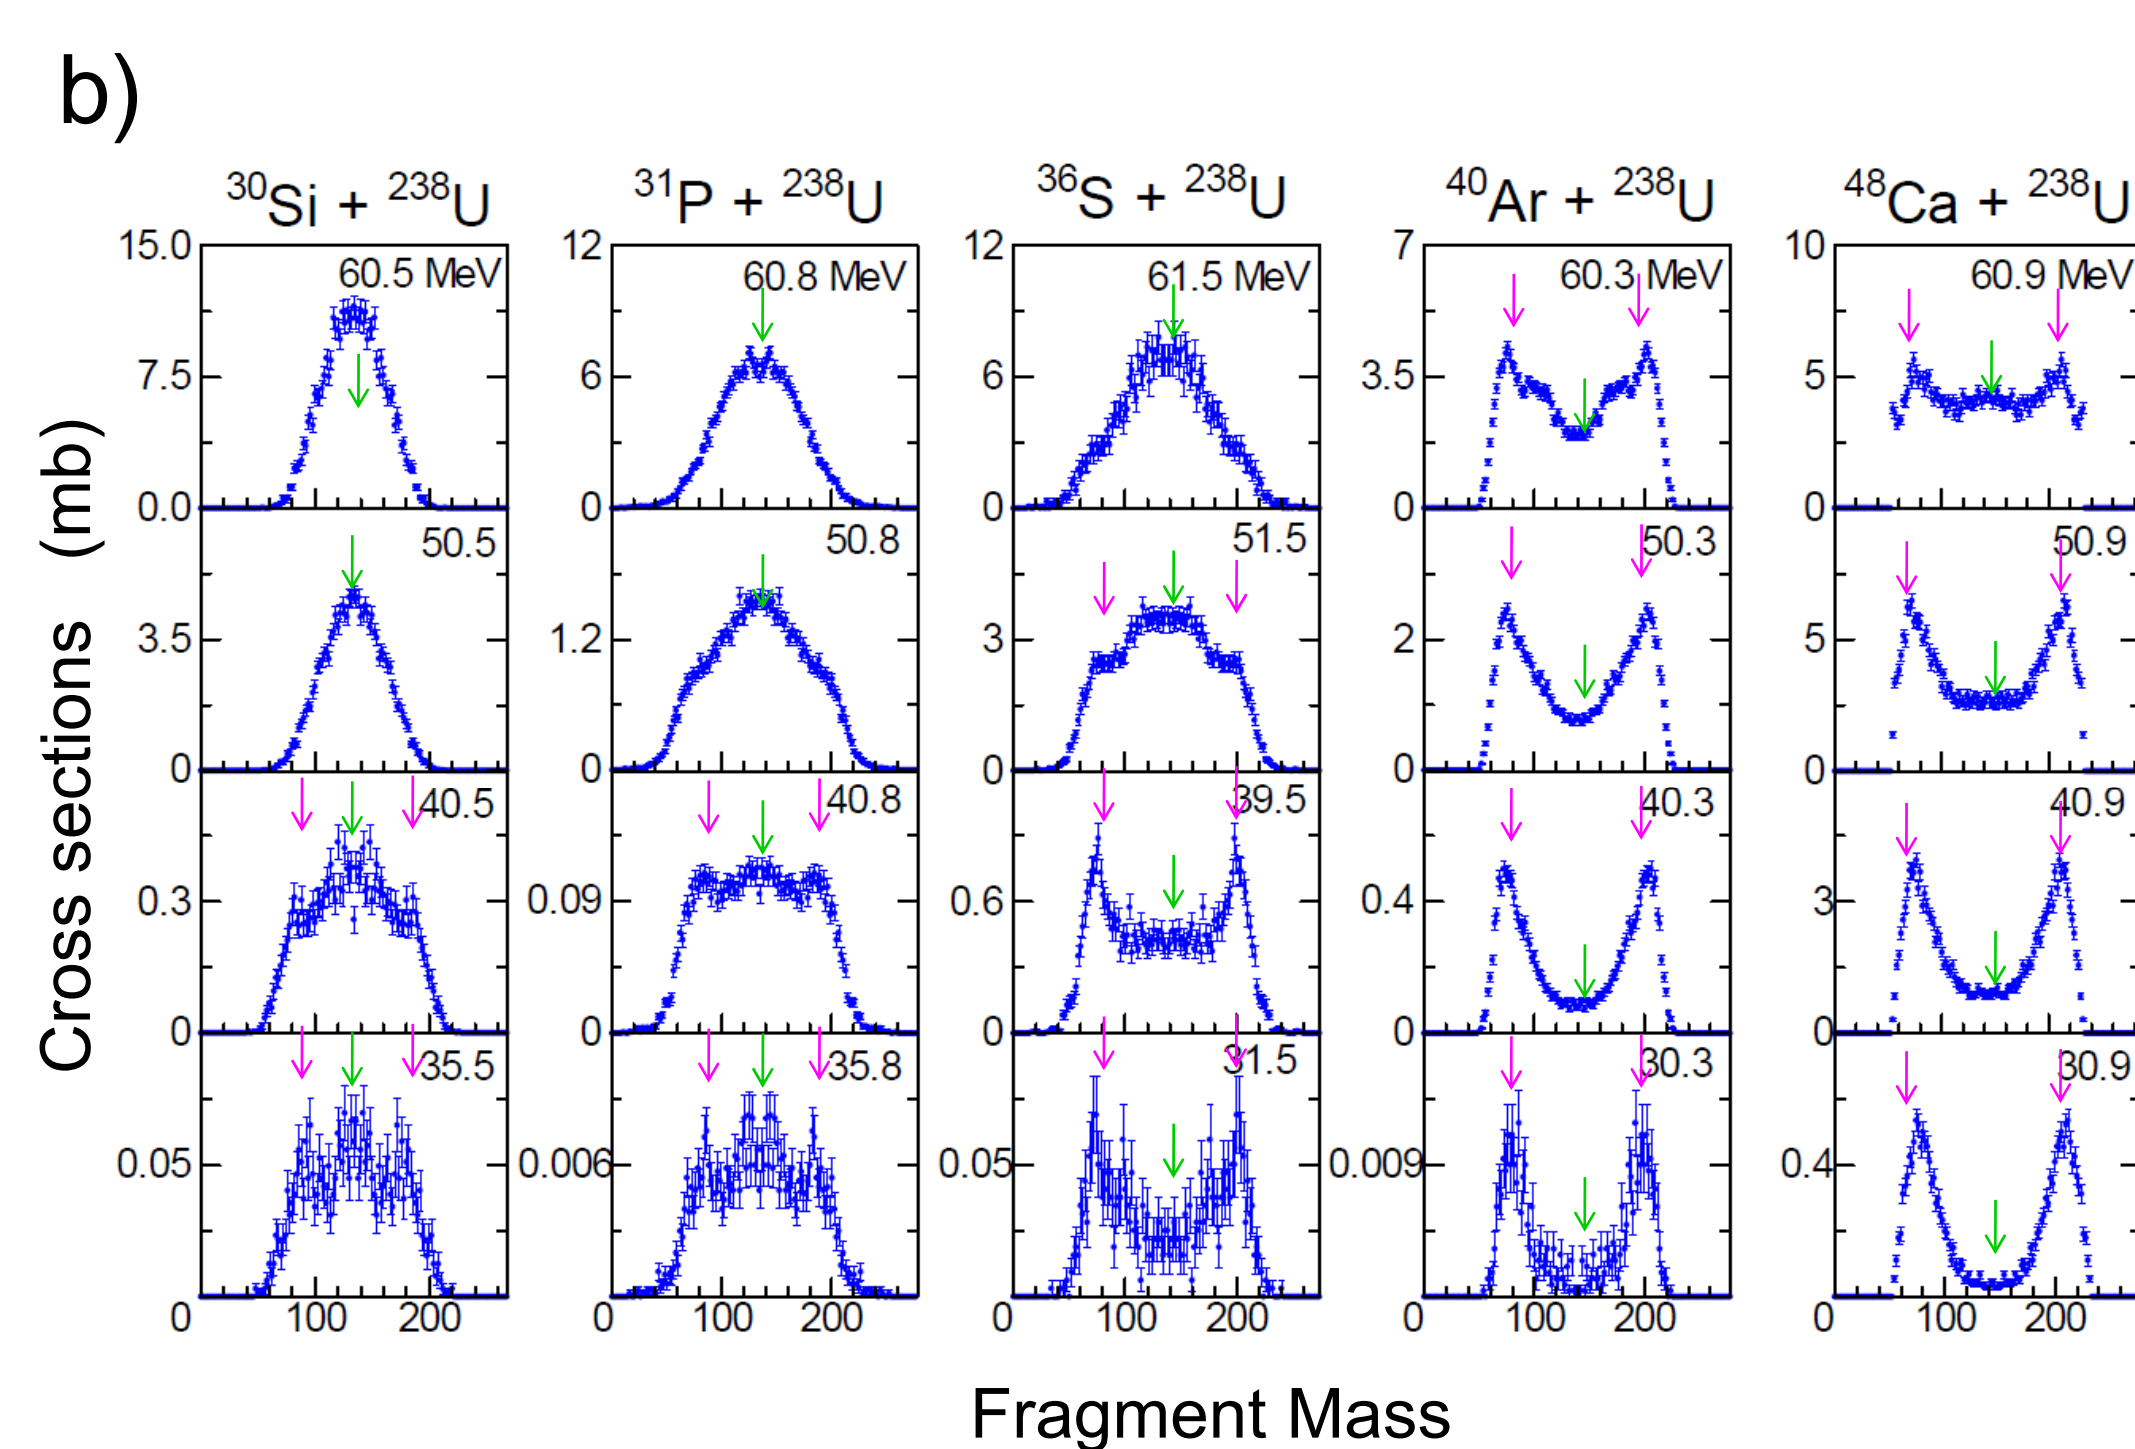 b)
³⁰Si + ²³⁸U ³¹P + ²³⁸U ³⁶S + ²³⁸U ⁴⁰Ar + ²³⁸U ⁴⁸Ca + ²³⁸U
15.0 12 12 7 10
60.5 MeV 60.8 MeV 61.5 MeV 60.3 MeV 60.9 MeV
7.5 6 6 3.5 5
0.0 0 0 0 0
50.5 50.8 51.5 50.3 50.9
3.5 1.2 3 2 5
0 0 0 0 0
40.5 40.8 39.5 40.3 40.9
0.3 0.09 0.6 0.4 3
0 0 0 0 0
35.5 35.8 31.5 30.3 30.9
0.05 0.006 0.05 0.009 0.4
0 100 200 0 100 200 0 100 200 0 100 200 0 100 200
Cross sections (mb)
Fragment Mass